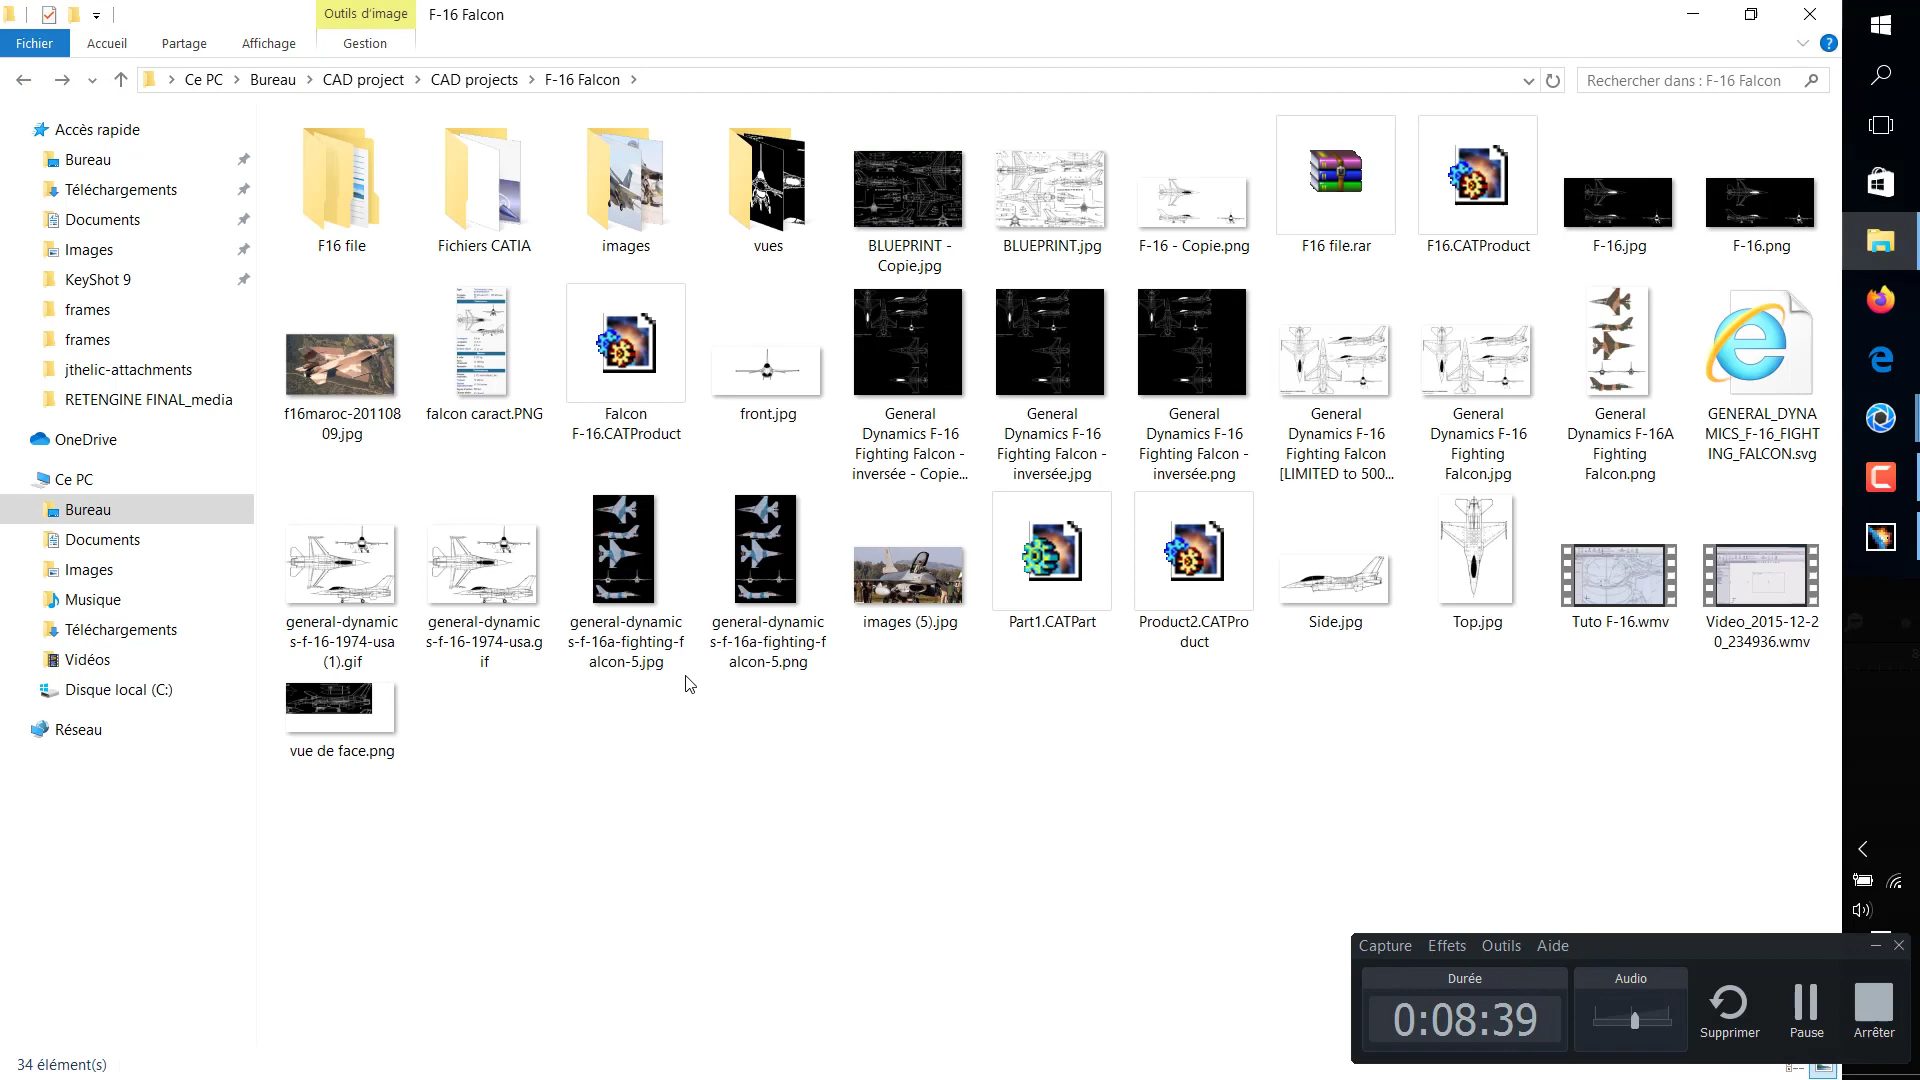 Outils d'image
F-16 Falcon
Fichier
Accueil
Partage
Affichage
Gestion
Ce PC
Bureau
CAD project
CAD projects
F-16 Falcon
Rechercher dans : F-16 Falcon
Accès rapide
Bureau
Téléchargements
Documents
Images
KeyShot 9
frames
frames
jthelic-attachments
RETENGINE FINAL_media
OneDrive
Ce PC
Bureau
Documents
Images
Musique
Téléchargements
Vidéos
Disque local (C:)
Réseau
F16 file
Fichiers CATIA
images
vues
BLUEPRINT -
Copie.jpg
BLUEPRINT.jpg
F-16 - Copie.png
F16 file.rar
F16.CATProduct
F-16.jpg
F-16.png
f16maroc-201108
09.jpg
falcon caract.PNG
Falcon
F-16.CATProduct
front.jpg
General
Dynamics F-16
Fighting Falcon -
inversée - Copie...
General
Dynamics F-16
Fighting Falcon -
inversée.jpg
General
Dynamics F-16
Fighting Falcon -
inversée.png
General
Dynamics F-16
Fighting Falcon
[LIMITED to 500...
General
Dynamics F-16
Fighting
Falcon.jpg
General
Dynamics F-16A
Fighting
Falcon.png
GENERAL_DYNA
MICS_F-16_FIGHT
ING_FALCON.svg
general-dynamic
s-f-16-1974-usa
(1).gif
general-dynamic
s-f-16-1974-usa.g
if
general-dynamic
s-f-16a-fighting-f
alcon-5.jpg
general-dynamic
s-f-16a-fighting-f
alcon-5.png
images (5).jpg
Part1.CATPart
Product2.CATPro
duct
Side.jpg
Top.jpg
Tuto F-16.wmv
Video_2015-12-2
0_234936.wmv
vue de face.png
34 élément(s)
Capture
Effets
Outils
Aide
Durée
0:08:39
Audio
Supprimer
Pause
Arrêter